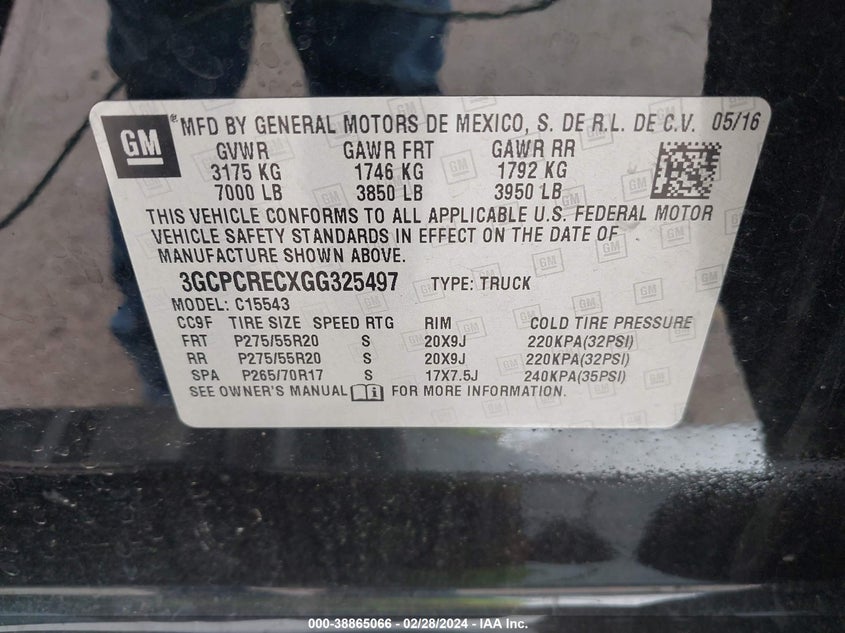 GM ® MFD BY GENERAL MOTORS DE MEXICO, S. DE R.L. DE C.V. 05/16
GVWR GAWR FRT GAWR RR
3175 KG 1746 KG 1792 KG
7000 LB 3850 LB 3950 LB
THIS VEHICLE CONFORMS TO ALL APPLICABLE U.S. FEDERAL MOTOR
VEHICLE SAFETY STANDARDS IN EFFECT ON THE DATE OF
MANUFACTURE SHOWN ABOVE.
3GCPCRECXGG325497 TYPE: TRUCK
MODEL: C15543
CC9F TIRE SIZE SPEED RTG RIM COLD TIRE PRESSURE
FRT P275/55R20 S 20X9J 220KPA(32PSI)
RR P275/55R20 S 20X9J 220KPA(32PSI)
SPA P265/70R17 S 17X7.5J 240KPA(35PSI)
SEE OWNER'S MANUAL FOR MORE INFORMATION.
000-38865066 - 02/28/2024 - IAA Inc.